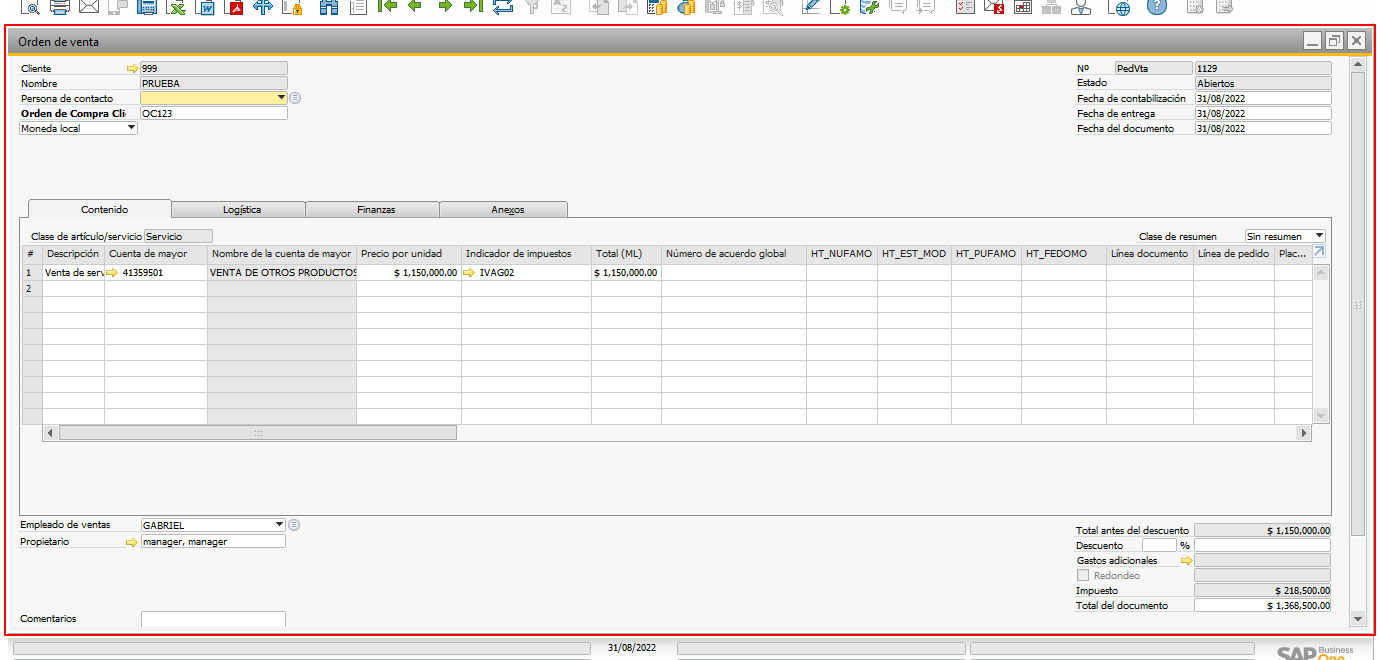 Orden de venta
Cliente 999
Nombre PRUEBA
Persona de contacto
Orden de Compra Cli OC123
Moneda local
Nº PedVta 1129
Estado Abiertos
Fecha de contabilización 31/08/2022
Fecha de entrega 31/08/2022
Fecha del documento 31/08/2022
Contenido Logística Finanzas Anexos
Clase de artículo/servicio Servicio Clase de resumen Sin resumen
# Descripción Cuenta de mayor Nombre de la cuenta de mayor Precio por unidad Indicador de impuestos Total (ML) Número de acuerdo global HT_NUFAMO HT_EST_MOD HT_PUFAMO HT_FEDOMO Línea documento Línea de pedido Plac...
1 Venta de serv 41359501 VENTA DE OTROS PRODUCTOS $ 1,150,000.00 IVAG02 $ 1,150,000.00
2
Empleado de ventas GABRIEL
Propietario manager, manager
Comentarios
Total antes del descuento $ 1,150,000.00
Descuento %
Gastos adicionales
Redondeo
Impuesto $ 218,500.00
Total del documento $ 1,368,500.00
31/08/2022
SAP Business
One